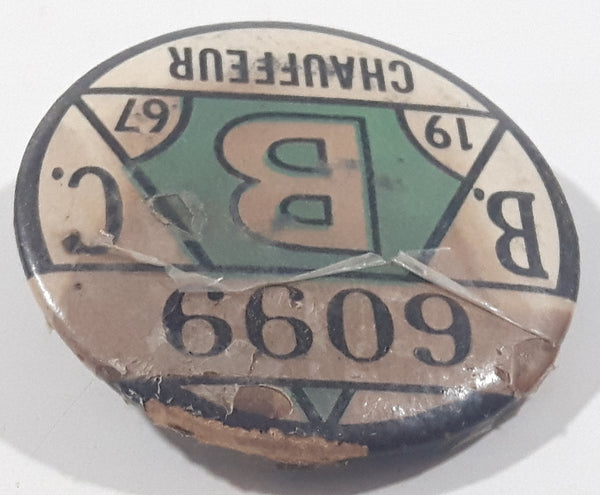 6099
B. C.
B
19 67
CHAUFFEUR